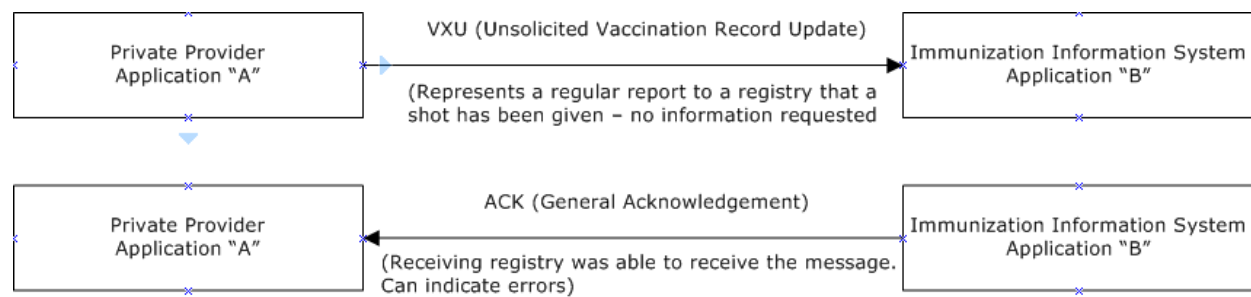 VXU (Unsolicited Vaccination Record Update)
Private Provider
Application “A”
Immunization Information System
Application “B”
(Represents a regular report to a registry that a
shot has been given – no information requested
ACK (General Acknowledgement)
Private Provider
Application “A”
Immunization Information System
Application “B”
(Receiving registry was able to receive the message.
Can indicate errors)